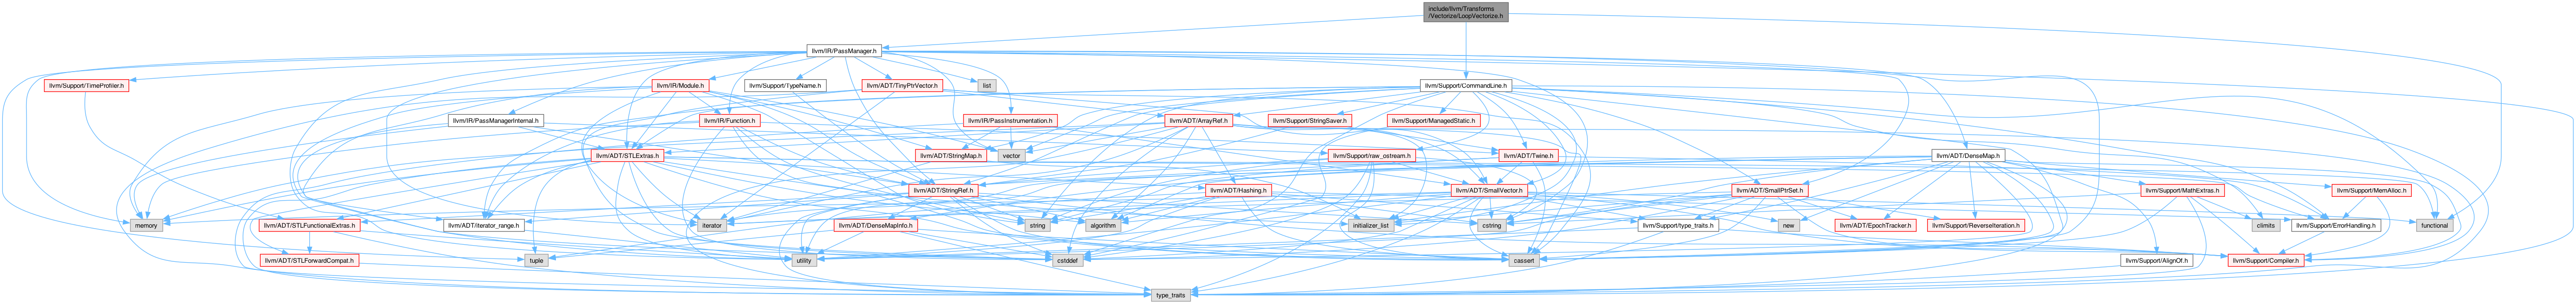 include/llvm/Transforms
/Vectorize/LoopVectorize.h
llvm/IR/PassManager.h
llvm/Support/TimeProfiler.h
llvm/IR/Module.h
llvm/Support/TypeName.h
llvm/ADT/TinyPtrVector.h
list
llvm/Support/CommandLine.h
llvm/IR/PassManagerInternal.h
llvm/IR/Function.h
llvm/IR/PassInstrumentation.h
llvm/ADT/ArrayRef.h
llvm/Support/StringSaver.h
llvm/Support/ManagedStatic.h
llvm/ADT/STLExtras.h
llvm/ADT/StringMap.h
vector
llvm/Support/raw_ostream.h
llvm/ADT/Twine.h
llvm/ADT/DenseMap.h
llvm/ADT/StringRef.h
llvm/ADT/Hashing.h
llvm/ADT/SmallVector.h
llvm/ADT/SmallPtrSet.h
llvm/Support/MathExtras.h
llvm/Support/MemAlloc.h
memory
llvm/ADT/STLFunctionalExtras.h
llvm/ADT/iterator_range.h
iterator
llvm/ADT/DenseMapInfo.h
string
algorithm
initializer_list
cstring
llvm/Support/type_traits.h
new
llvm/ADT/EpochTracker.h
llvm/Support/ReverseIteration.h
climits
llvm/Support/ErrorHandling.h
functional
llvm/ADT/STLForwardCompat.h
tuple
utility
cstddef
cassert
llvm/Support/AlignOf.h
llvm/Support/Compiler.h
type_traits